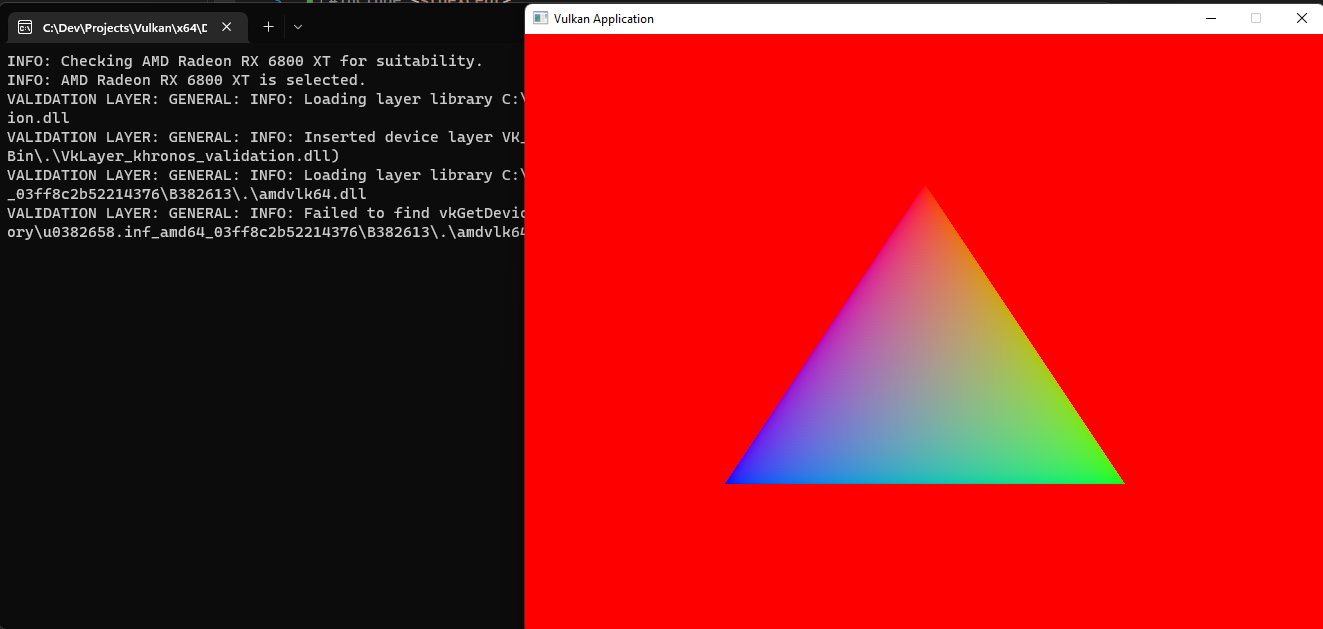 C:\Dev\Projects\Vulkan\x64\D
Vulkan Application
INFO: Checking AMD Radeon RX 6800 XT for suitability.
INFO: AMD Radeon RX 6800 XT is selected.
VALIDATION LAYER: GENERAL: INFO: Loading layer library C:\
ion.dll
VALIDATION LAYER: GENERAL: INFO: Inserted device layer VK_
Bin\.\VkLayer_khronos_validation.dll)
VALIDATION LAYER: GENERAL: INFO: Loading layer library C:\
_03ff8c2b52214376\B382613\.\amdvlk64.dll
VALIDATION LAYER: GENERAL: INFO: Failed to find vkGetDevic
ory\u0382658.inf_amd64_03ff8c2b52214376\B382613\.\amdvlk64